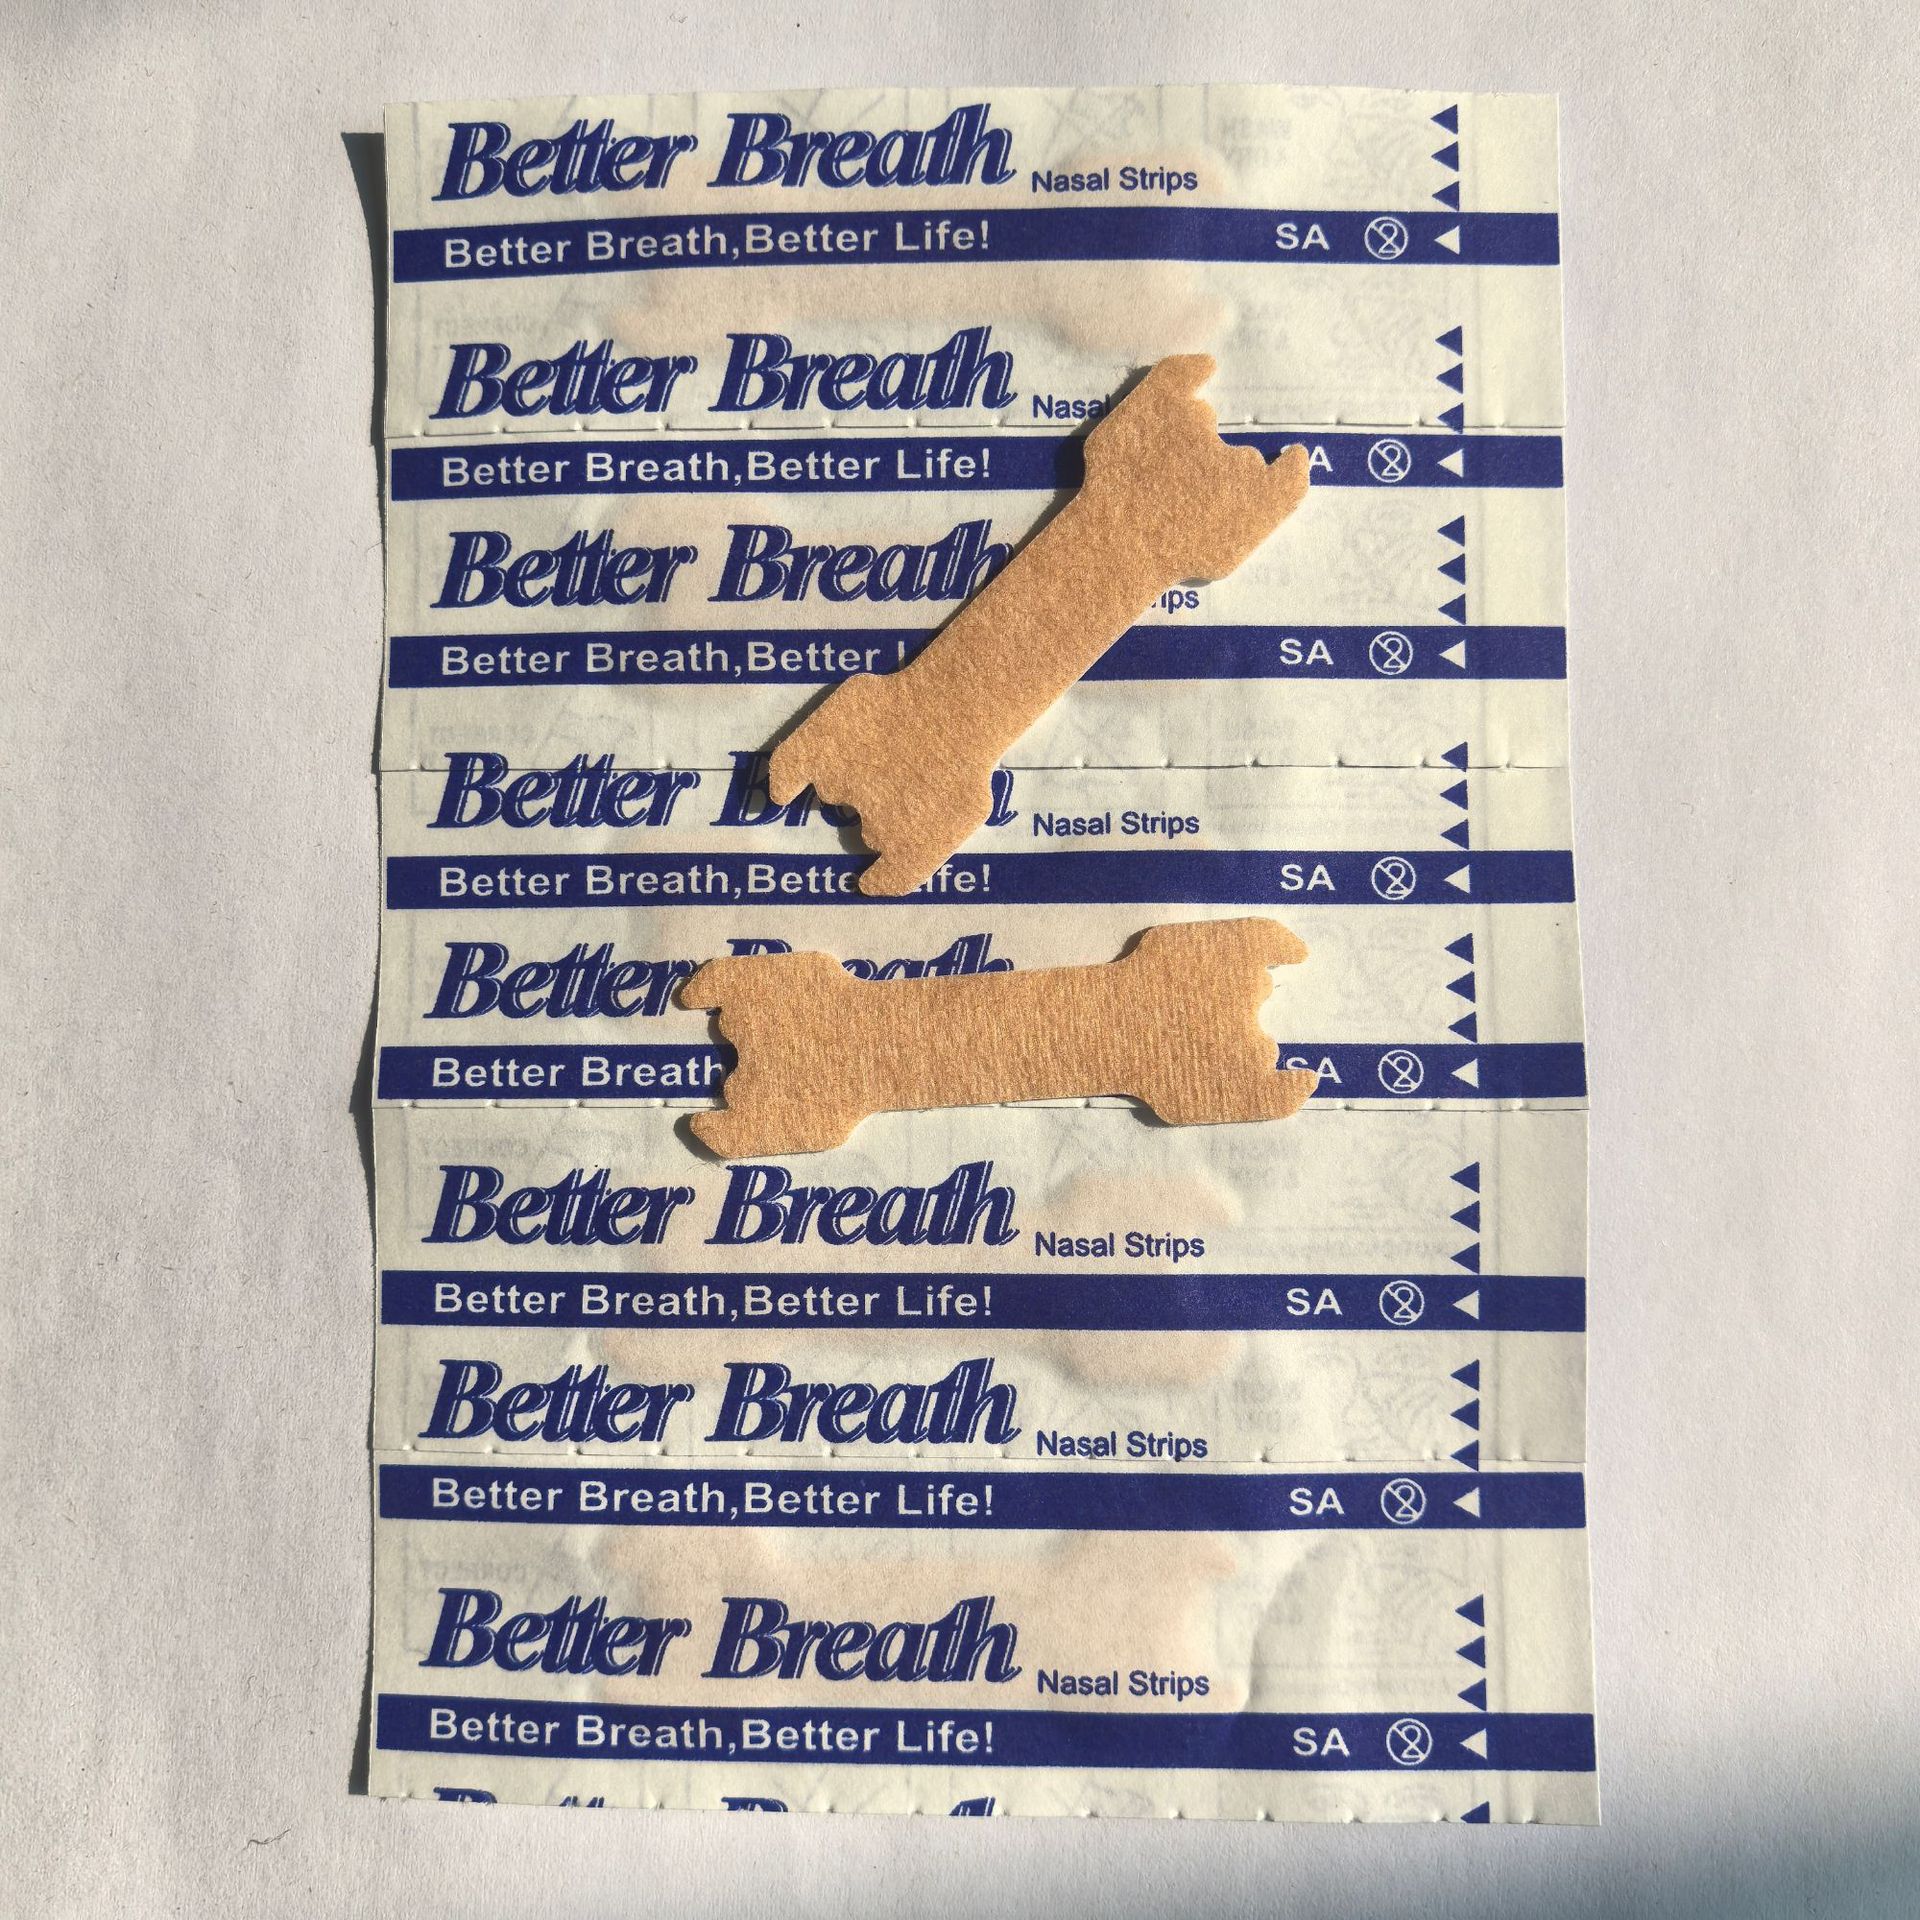 Better Breath Nasal Strips
Better Breath,Better Life! SA
Better Breath Nasal
Better Breath,Better Life! SA
Better Breath
Better Breath,Better SA
Better Nasal Strips
Better Breath,Better Life! SA
Better Breath
Better Breath SA
Better Breath Nasal Strips
Better Breath,Better Life! SA
Better Breath Nasal Strips
Better Breath,Better Life! SA
Better Breath Nasal Strips
Better Breath,Better Life! SA